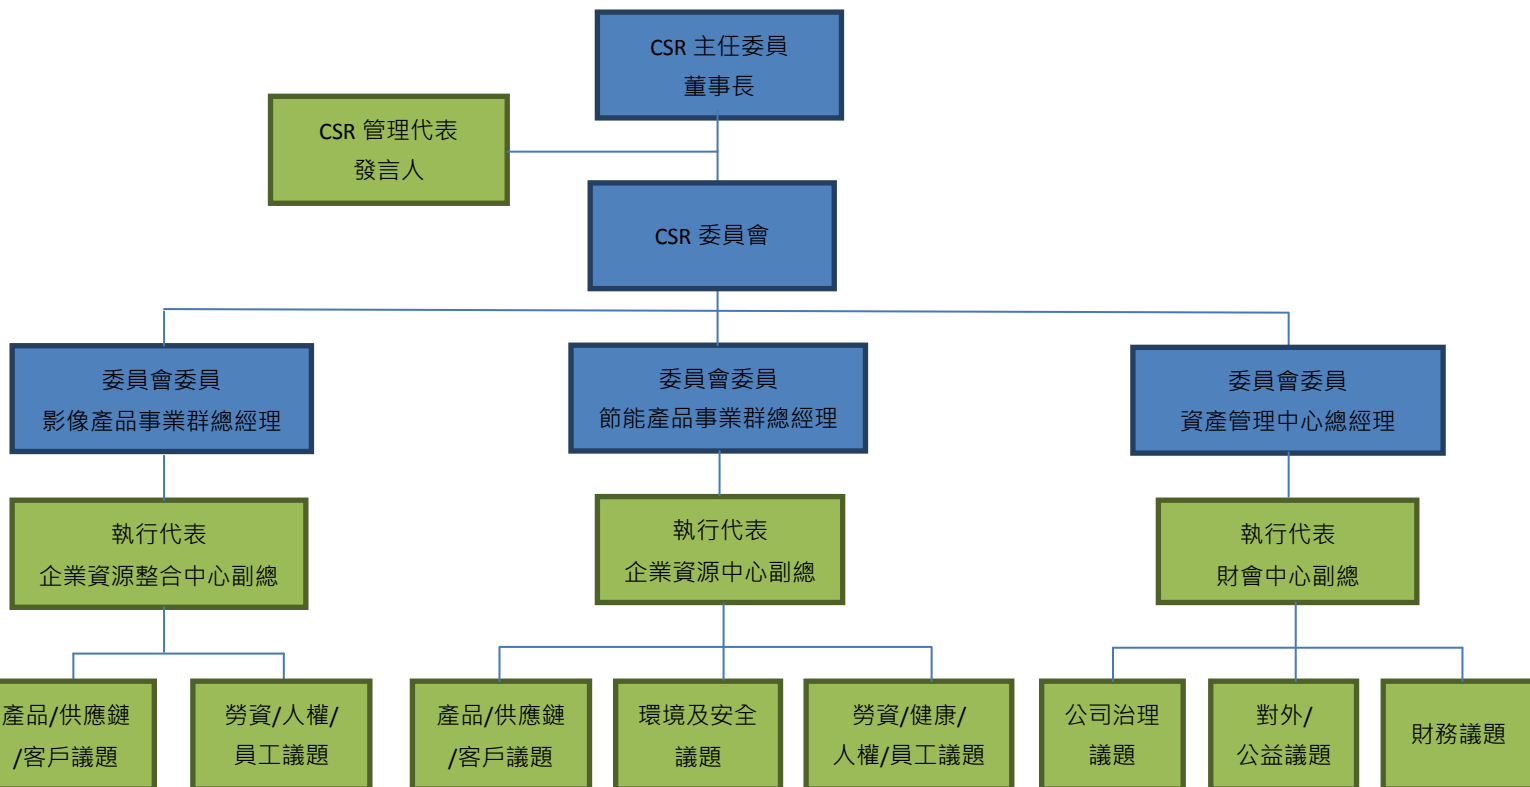 CSR 主任委員
董事長
CSR 管理代表
發言人
CSR 委員會
委員會委員
影像產品事業群總經理
委員會委員
節能產品事業群總經理
委員會委員
資產管理中心總經理
執行代表
企業資源整合中心副總
執行代表
企業資源中心副總
執行代表
財會中心副總
產品/供應鏈
/客戶議題
勞資/人權/
員工議題
產品/供應鏈
/客戶議題
環境及安全
議題
勞資/健康/
人權/員工議題
公司治理
議題
對外/
公益議題
財務議題